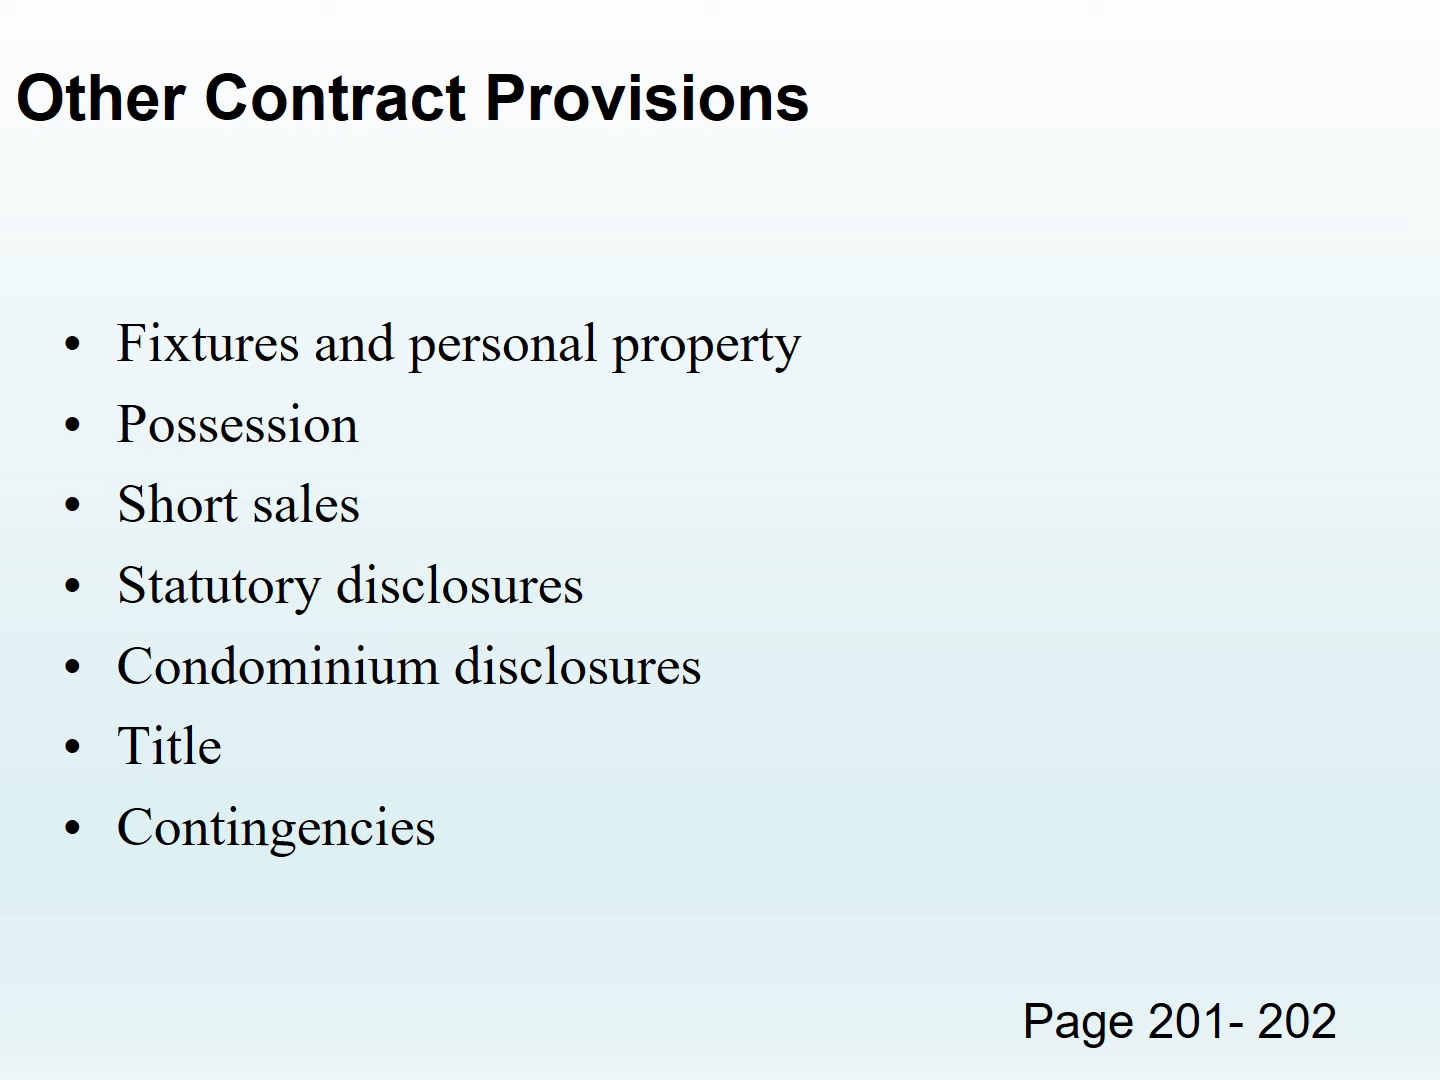 Other Contract Provisions
• Fixtures and personal property
• Possession
• Short sales
• Statutory disclosures
• Condominium disclosures
• Title
• Contingencies
Page 201- 202